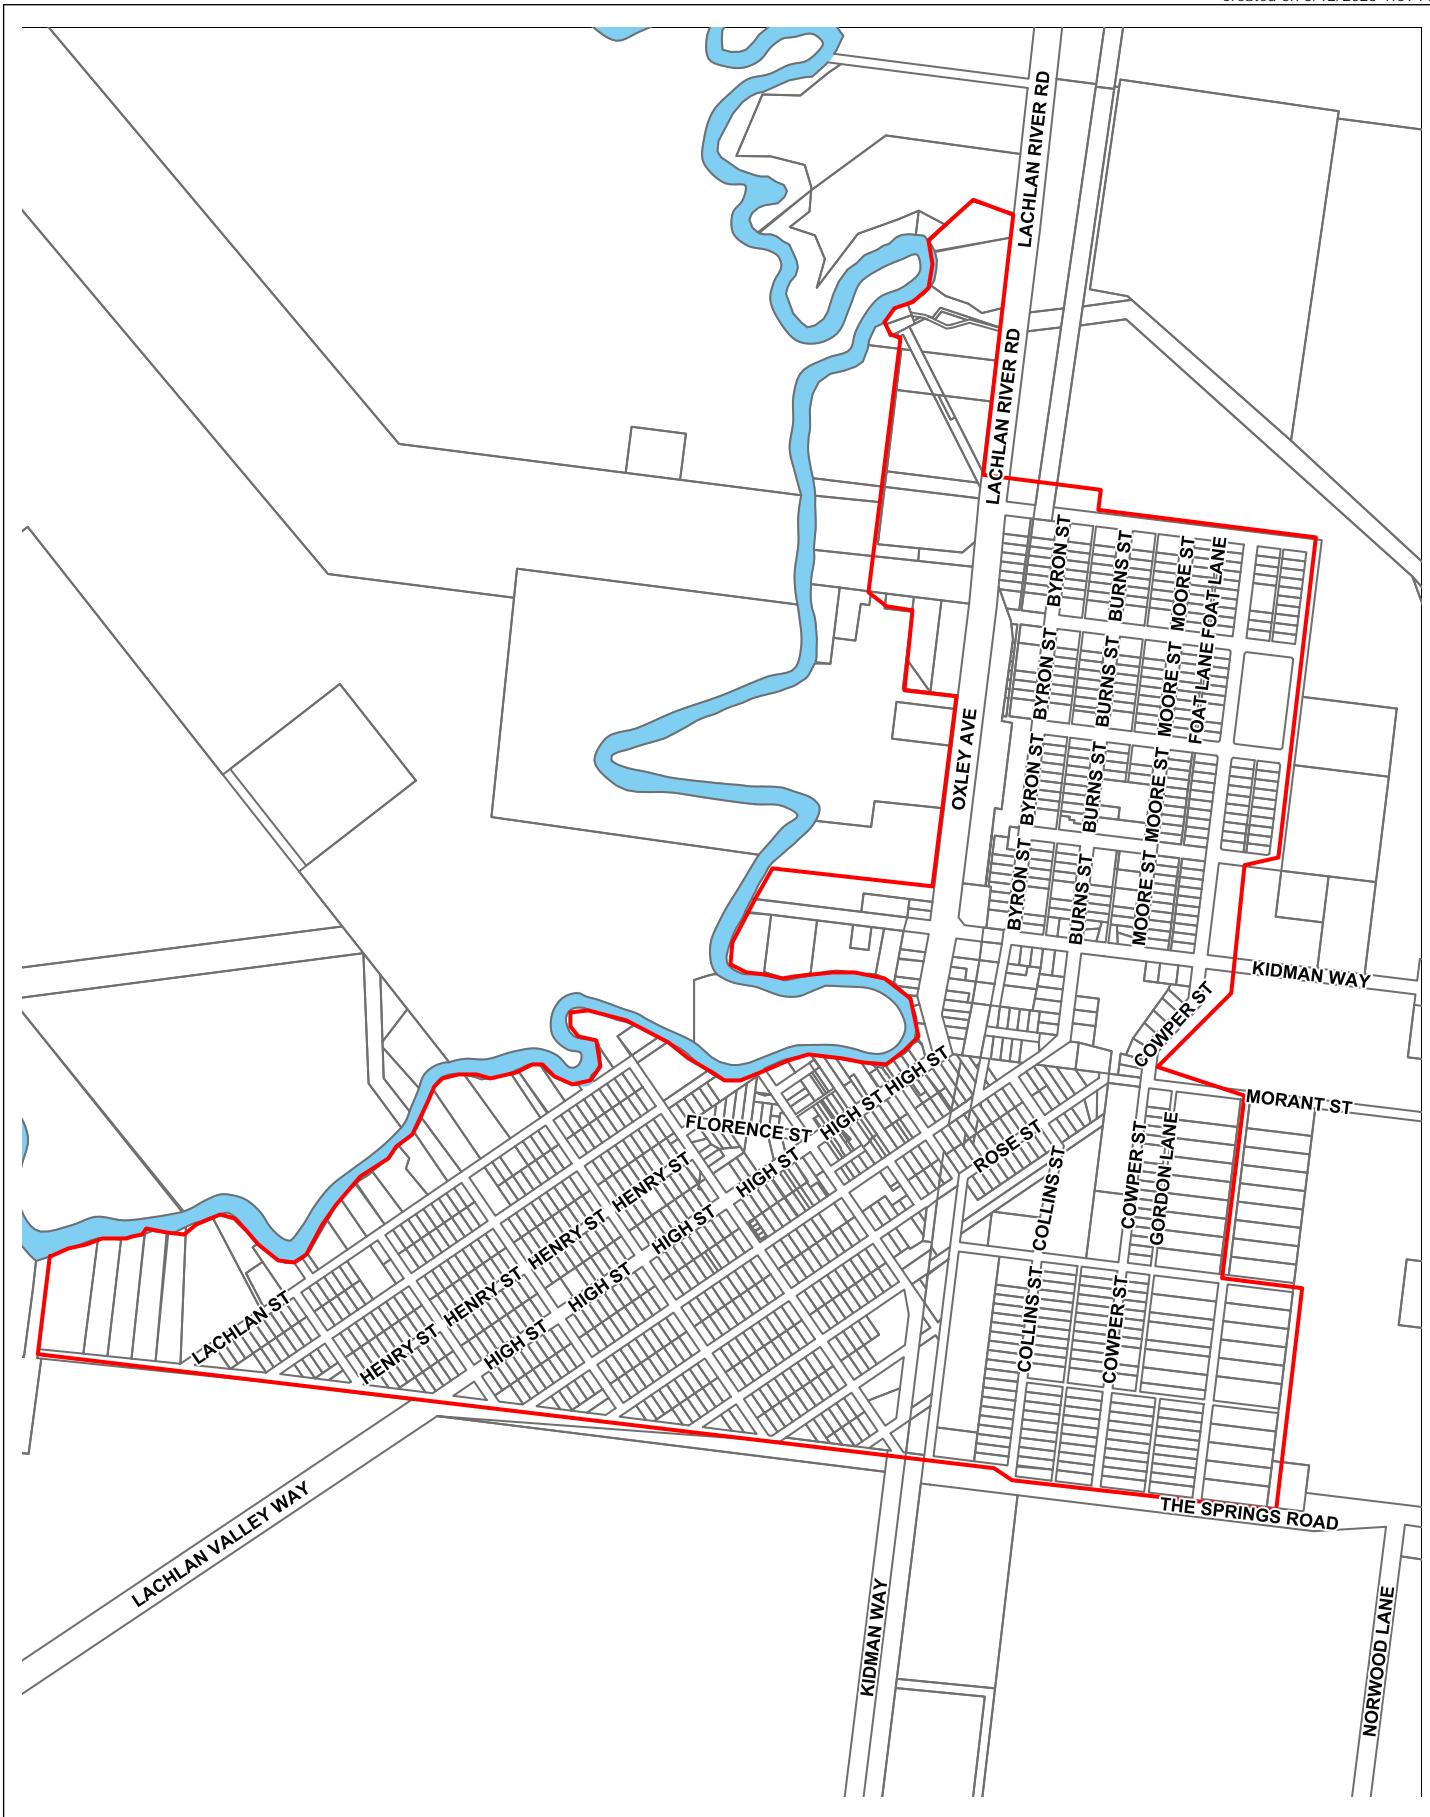 LACHLAN RIVER RD
LACHLAN RIVER RD
BYRON ST
BURNS ST
MOORE ST
FOAT LANE
BYRON ST
BURNS ST
MOORE ST
FOAT LANE
OXLEY AVE
BYRON ST
BURNS ST
MOORE ST
BYRON ST
BURNS ST
MOORE ST
KIDMAN WAY
COWPER ST
HIGH ST
MORANT ST
FLORENCE ST
HIGH ST
ROSE ST
COWPER ST
GORDON LANE
HENRY ST
HIGH ST
COLLINS ST
HENRY ST
HIGH ST
LACHLAN ST
HENRY ST
HIGH ST
COLLINS ST
COWPER ST
HENRY ST
HIGH ST
LACHLAN VALLEY WAY
THE SPRINGS ROAD
KIDMAN WAY
NORWOOD LANE